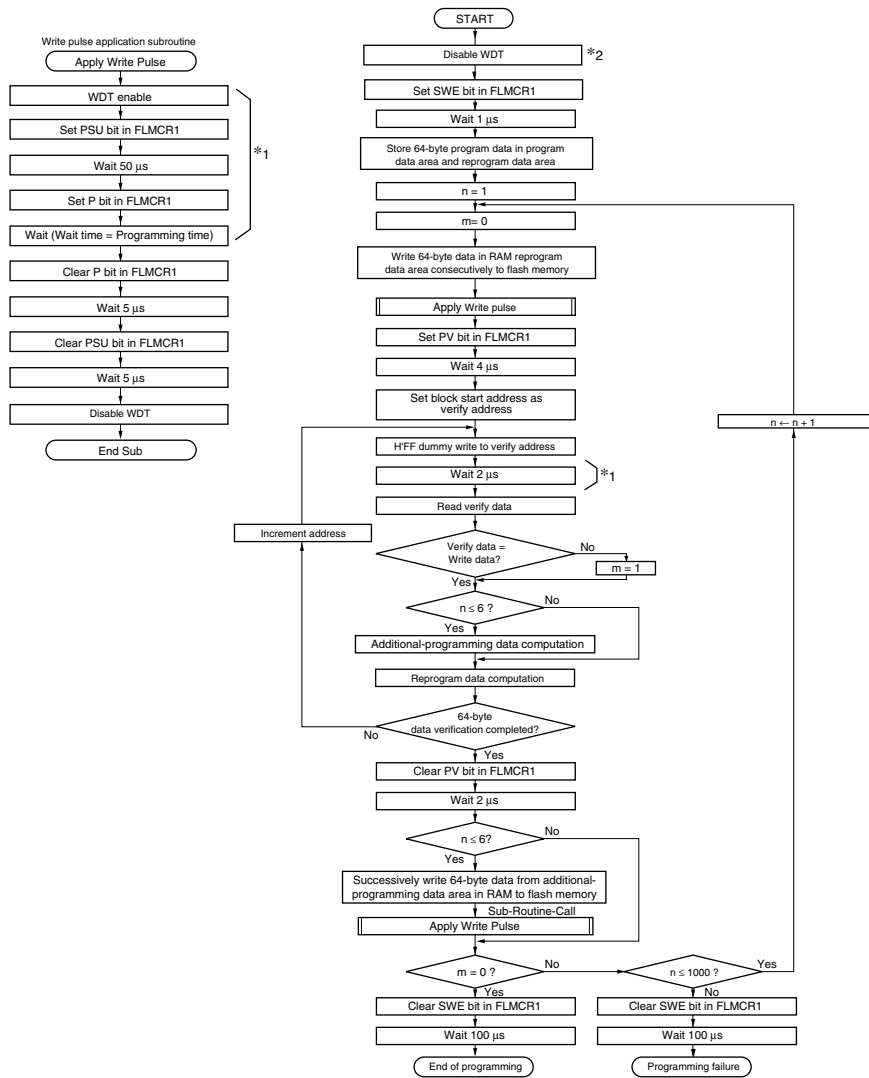 Write pulse application subroutine
Apply Write Pulse
WDT enable
Set PSU bit in FLMCR1
Wait 50 μs
Set P bit in FLMCR1
Wait (Wait time = Programming time)
*1
Clear P bit in FLMCR1
Wait 5 μs
Clear PSU bit in FLMCR1
Wait 5 μs
Disable WDT
End Sub
START
Disable WDT
*2
Set SWE bit in FLMCR1
Wait 1 μs
Store 64-byte program data in program
data area and reprogram data area
n = 1
m= 0
Write 64-byte data in RAM reprogram
data area consecutively to flash memory
Apply Write pulse
Set PV bit in FLMCR1
Wait 4 μs
Set block start address as
verify address
n ← n + 1
H'FF dummy write to verify address
Wait 2 μs
*1
Read verify data
Increment address
Verify data =
Write data?
No
m = 1
Yes
n ≤ 6 ?
No
Yes
Additional-programming data computation
Reprogram data computation
64-byte
data verification completed?
No
Yes
Clear PV bit in FLMCR1
Wait 2 μs
n ≤ 6?
No
Yes
Successively write 64-byte data from additional-
programming data area in RAM to flash memory
Sub-Routine-Call
Apply Write Pulse
m = 0 ?
No
n ≤ 1000 ?
Yes
Yes
No
Clear SWE bit in FLMCR1
Clear SWE bit in FLMCR1
Wait 100 μs
Wait 100 μs
End of programming
Programming failure